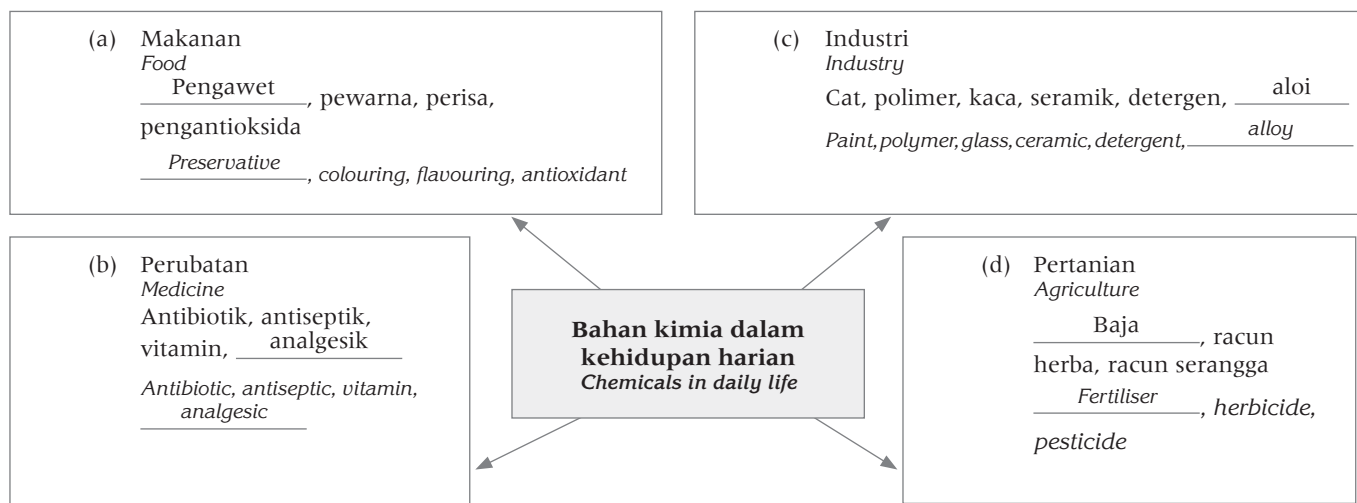 (a) Makanan
Food
Pengawet, pewarna, perisa,
pengantioksida
Preservative, colouring, flavouring, antioxidant
(c) Industri
Industry
Cat, polimer, kaca, seramik, detergen, aloi
Paint, polymer, glass, ceramic, detergent, alloy
(b) Perubatan
Medicine
Antibiotik, antiseptik,
vitamin, analgesik
Antibiotic, antiseptic, vitamin,
analgesic
Bahan kimia dalam
kehidupan harian
Chemicals in daily life
(d) Pertanian
Agriculture
Baja, racun
herba, racun serangga
Fertiliser, herbicide,
pesticide